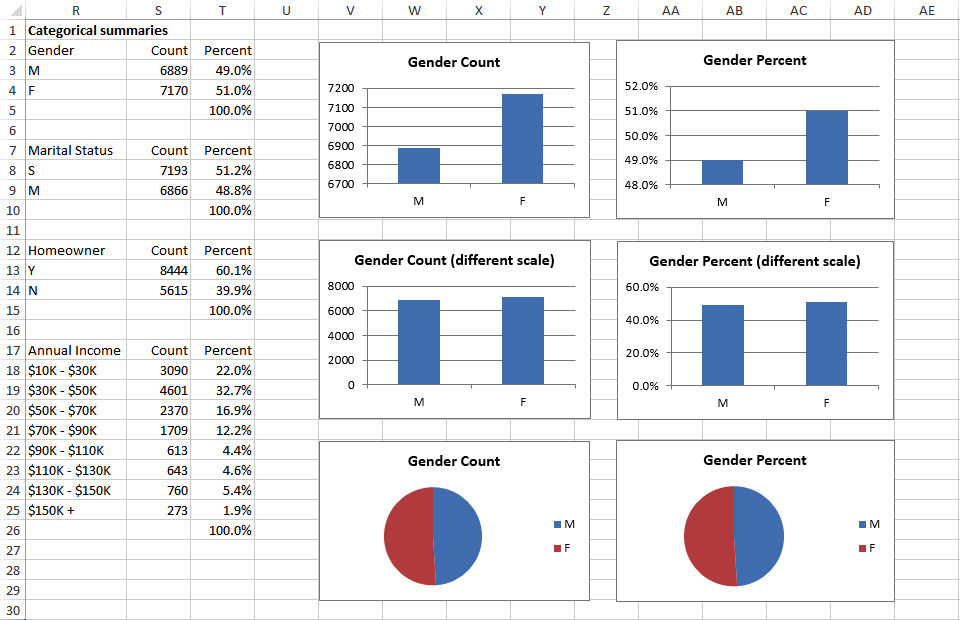 R S T U V W X Y Z AA AB AC AD AE
1 Categorical summaries
2 Gender Count Percent
3 M 6889 49.0%
4 F 7170 51.0%
5 100.0%
6
7 Marital Status Count Percent
8 S 7193 51.2%
9 M 6866 48.8%
10 100.0%
11
12 Homeowner Count Percent
13 Y 8444 60.1%
14 N 5615 39.9%
15 100.0%
16
17 Annual Income Count Percent
18 $10K - $30K 3090 22.0%
19 $30K - $50K 4601 32.7%
20 $50K - $70K 2370 16.9%
21 $70K - $90K 1709 12.2%
22 $90K - $110K 613 4.4%
23 $110K - $130K 643 4.6%
24 $130K - $150K 760 5.4%
25 $150K + 273 1.9%
26 100.0%
27
28
29
30
Gender Count
7200
7100
7000
6900
6800
6700
M F
Gender Percent
52.0%
51.0%
50.0%
49.0%
48.0%
M F
Gender Count (different scale)
8000
6000
4000
2000
0
M F
Gender Percent (different scale)
60.0%
40.0%
20.0%
0.0%
M F
Gender Count
M
F
Gender Percent
M
F